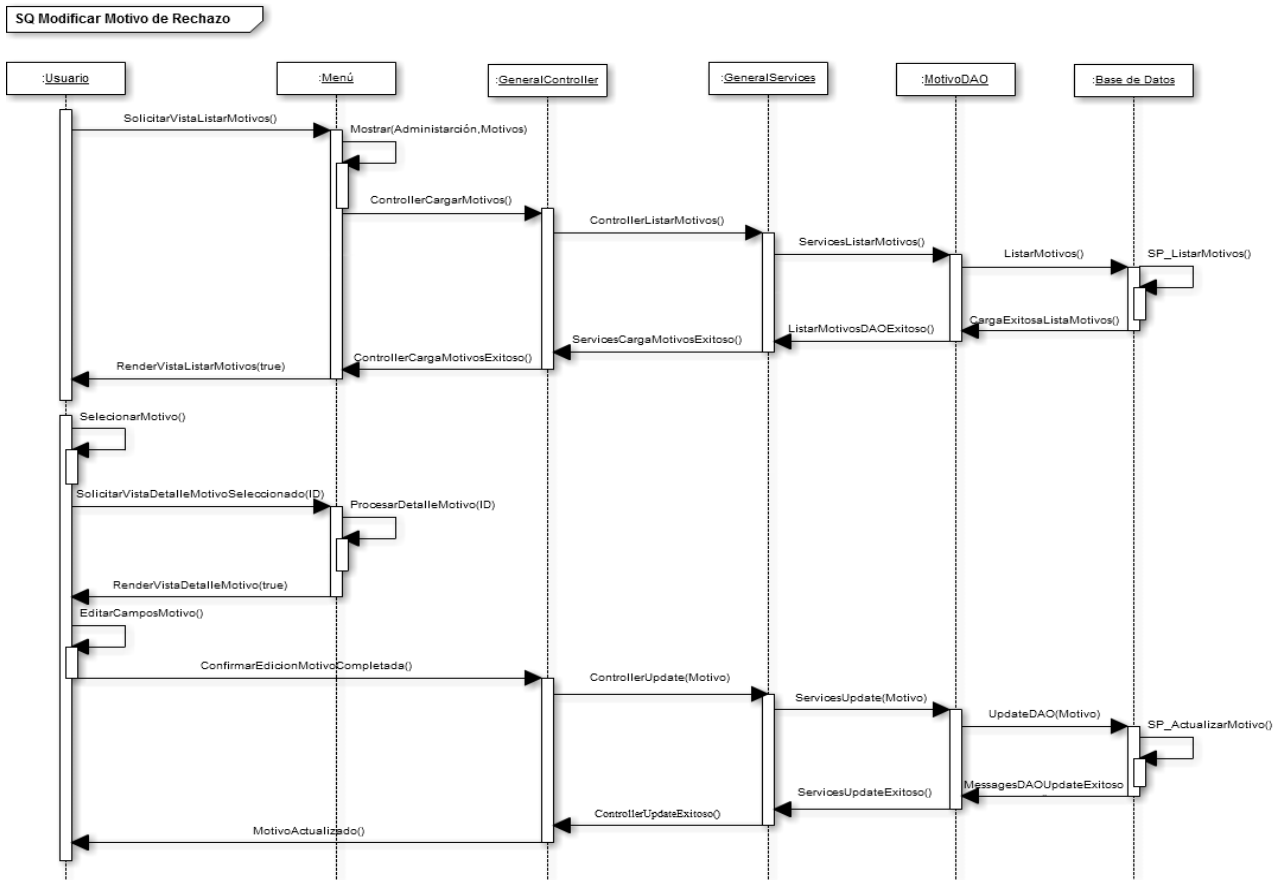 SQ Modificar Motivo de Rechazo
:Usuario
:Menú
:GeneralController
:GeneralServices
:MotivoDAO
:Base de Datos
SolicitarVistaListarMotivos()
Mostrar(Administarción,Motivos)
ControllerCargarMotivos()
ControllerListarMotivos()
ServicesListarMotivos()
ListarMotivos()
SP_ListarMotivos()
CargaExitosaListaMotivos()
ListarMotivosDAOExitoso()
ServicesCargaMotivosExitoso()
ControllerCargaMotivosExitoso()
RenderVistaListarMotivos(true)
SelecionarMotivo()
SolicitarVistaDetalleMotivoSeleccionado(ID)
ProcesarDetalleMotivo(ID)
RenderVistaDetalleMotivo(true)
EditarCamposMotivo()
ConfirmarEdicionMotivoCompletada()
ControllerUpdate(Motivo)
ServicesUpdate(Motivo)
UpdateDAO(Motivo)
SP_ActualizarMotivo()
MessagesDAOUpdateExitoso
ServicesUpdateExitoso()
ControllerUpdateExitoso()
MotivoActualizado()